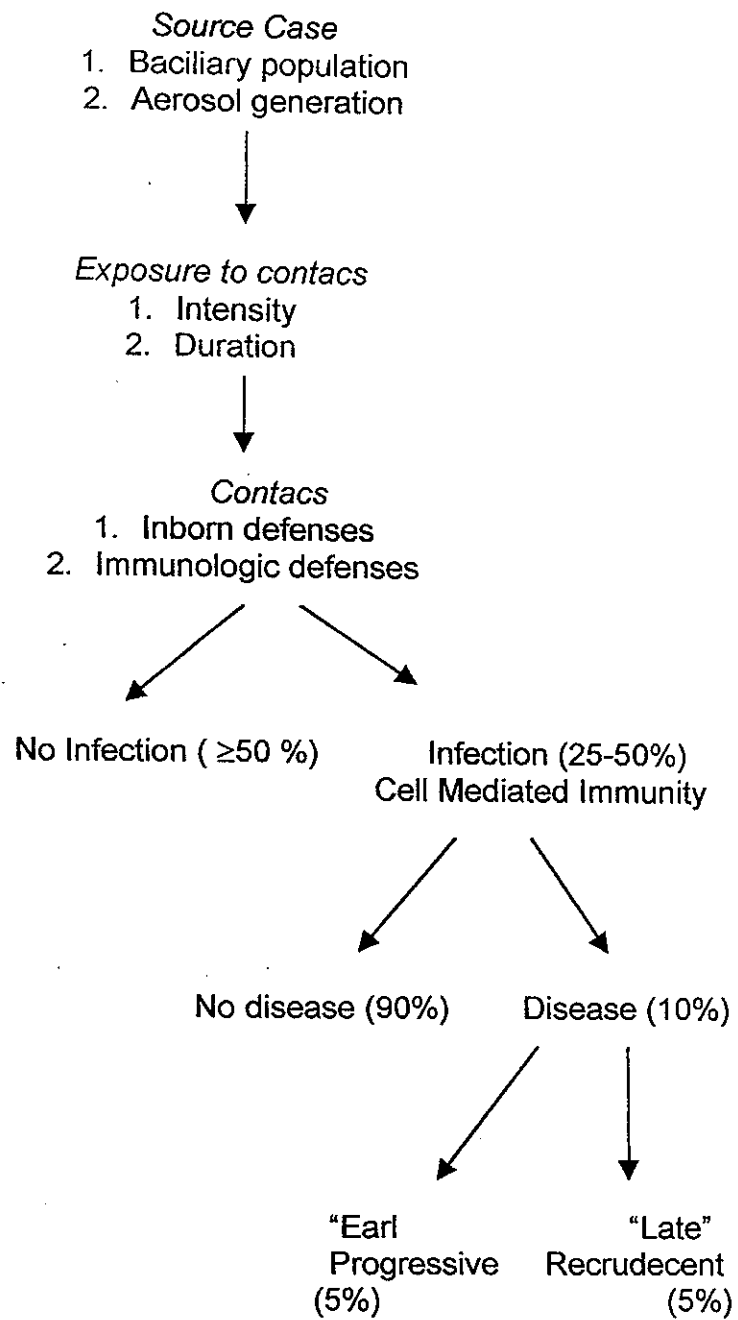 Source Case
1. Baciliary population
2. Aerosol generation
Exposure to contacs
1. Intensity
2. Duration
Contacs
1. Inborn defenses
2. Immunologic defenses
No Infection ( ≥50 %)
Infection (25-50%)
Cell Mediated Immunity
No disease (90%)
Disease (10%)
“Earl
Progressive
(5%)
“Late”
Recrudecent
(5%)